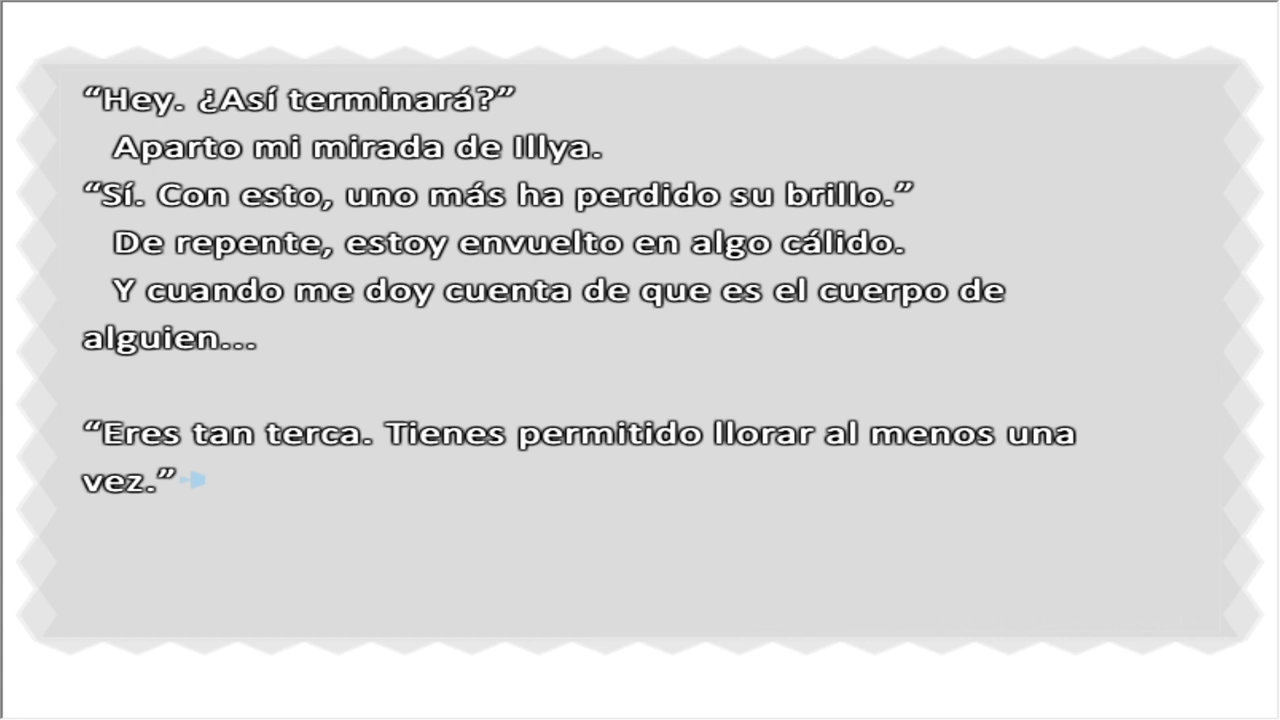 “Hey. ¿Así terminará?”
Aparto mi mirada de Illya.
“Sí. Con esto, uno más ha perdido su brillo.”
De repente, estoy envuelto en algo cálido.
Y cuando me doy cuenta de que es el cuerpo de
alguien...
“Eres tan terca. Tienes permitido llorar al menos una
vez.”